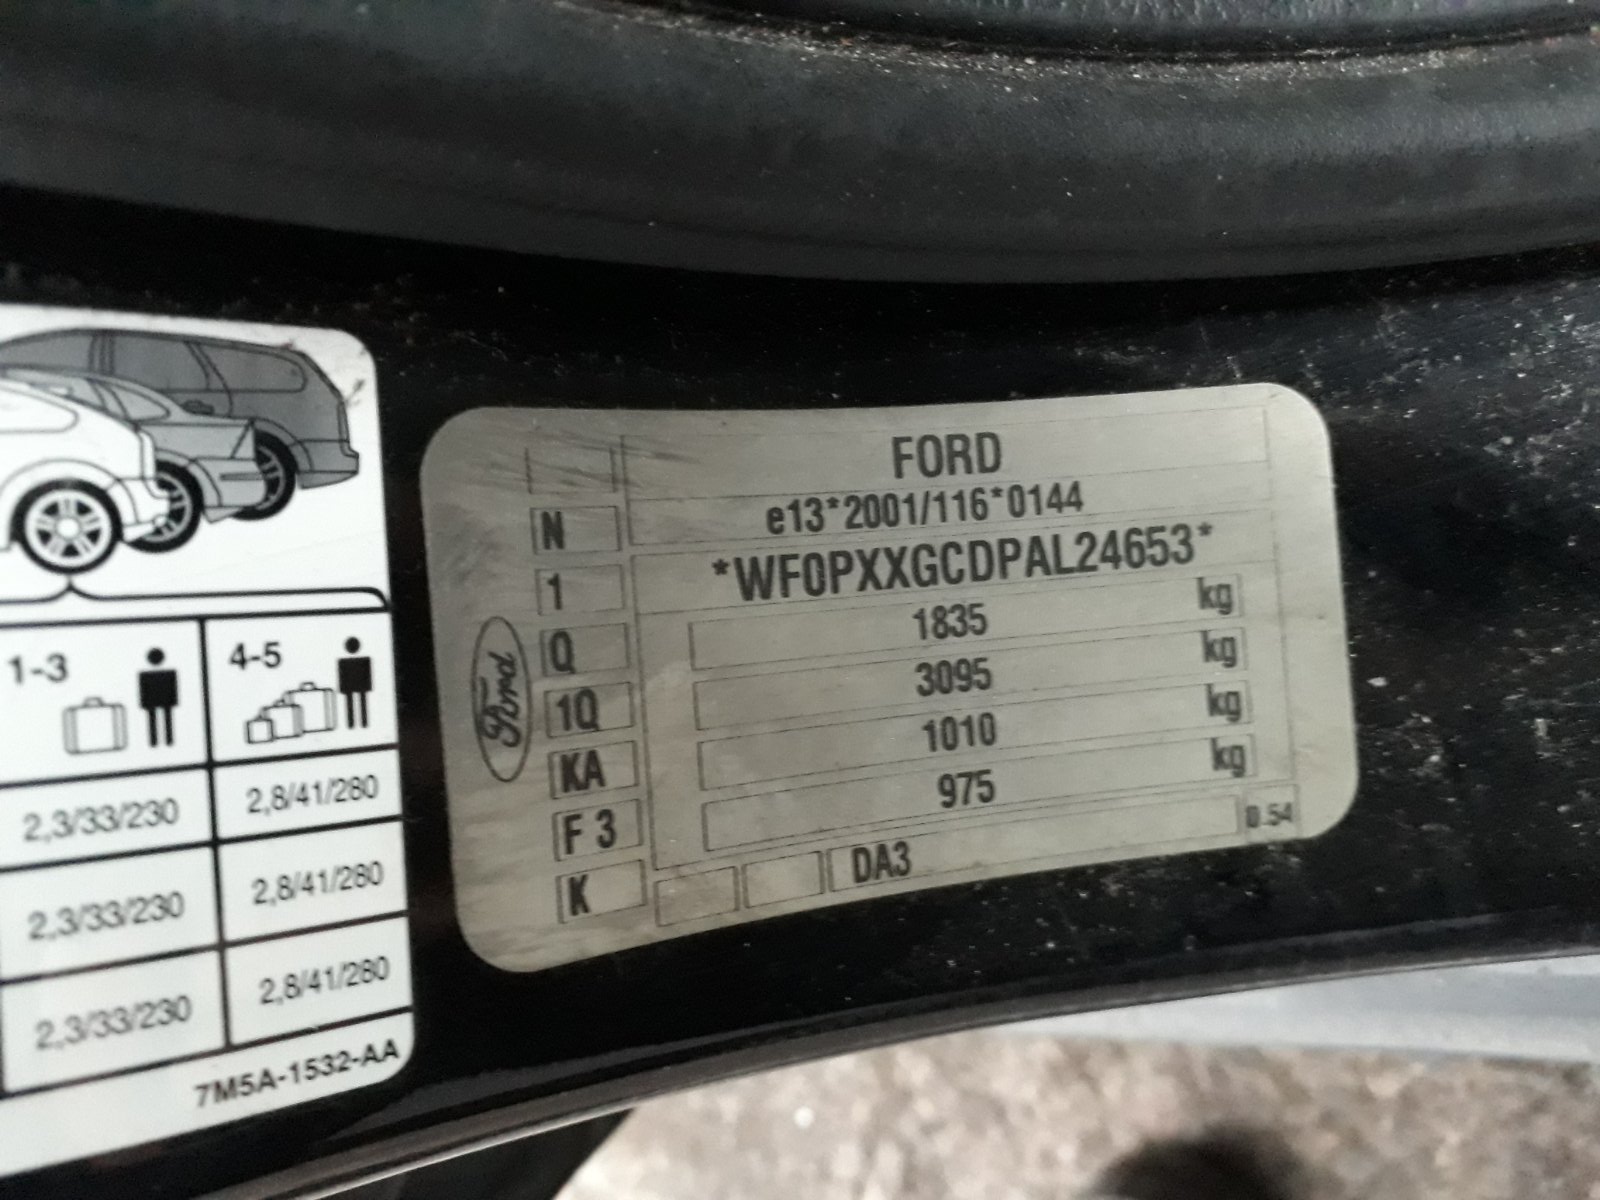 FORD
N e13*2001/116*0144
1 *WF0PXXGCDPAL24653*
Q 1835 kg
1Q 3095 kg
KA 1010 kg
F 3 975 kg
K DA3 0.54
Ford
1-3 4-5
2,3/33/230 2,8/41/280
2,3/33/230 2,8/41/280
2,3/33/230 2,8/41/280
7M5A-1532-AA